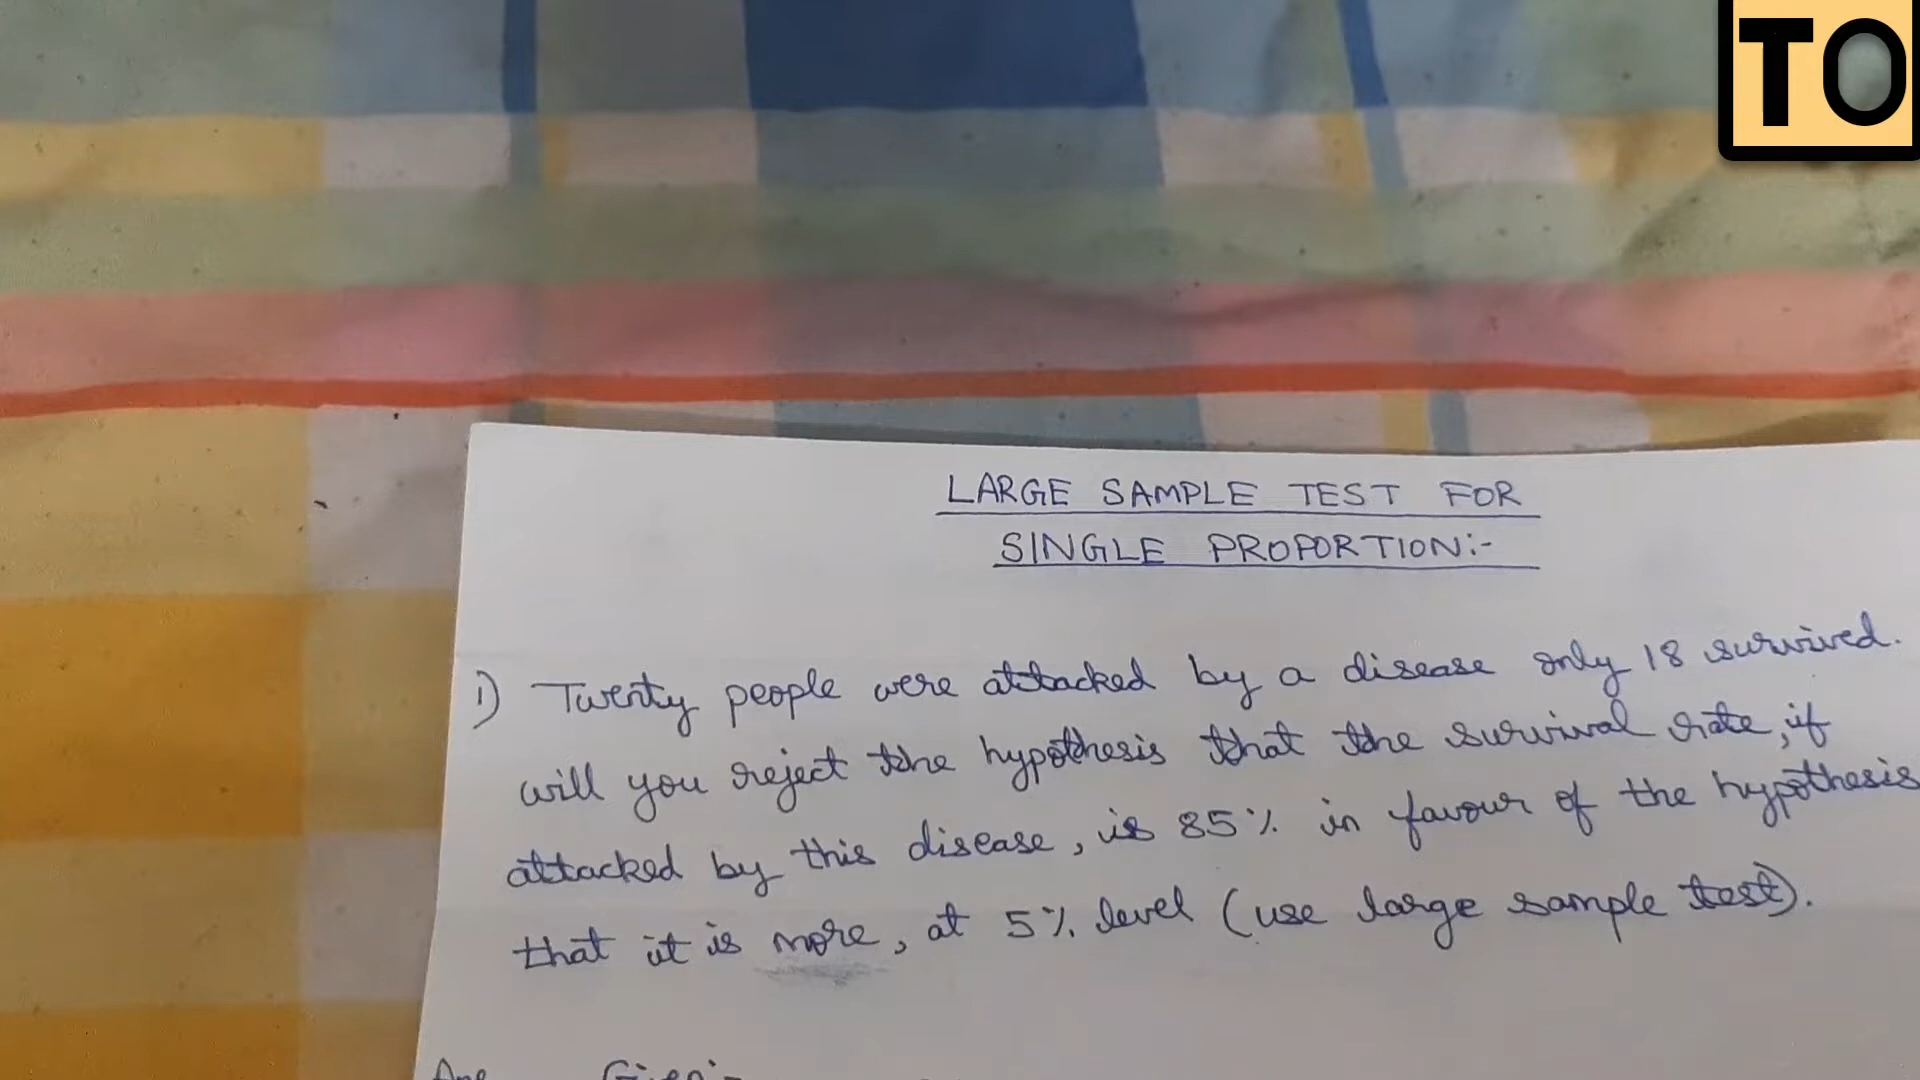 TO
LARGE SAMPLE TEST FOR
SINGLE PROPORTION:-
1) Twenty people were attacked by a disease only 18 survived.
will you reject the hypothesis that the survival rate, if
attacked by this disease, is 85% in favour of the hypothesis
that it is more, at 5% level (use large sample test).
Ans Given:-